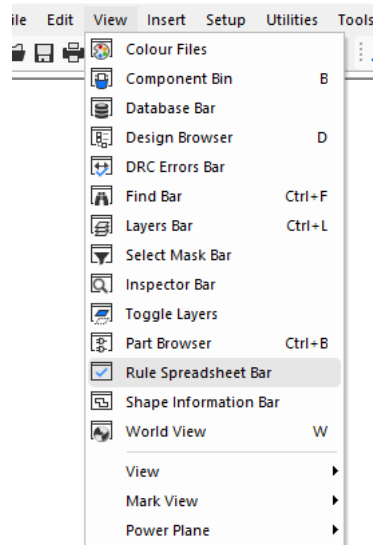 ile Edit View Insert Setup Utilities Tools
Colour Files
Component Bin B
Database Bar
Design Browser D
DRC Errors Bar
Find Bar Ctrl+F
Layers Bar Ctrl+L
Select Mask Bar
Inspector Bar
Toggle Layers
Part Browser Ctrl+B
Rule Spreadsheet Bar
Shape Information Bar
World View W
View
Mark View
Power Plane